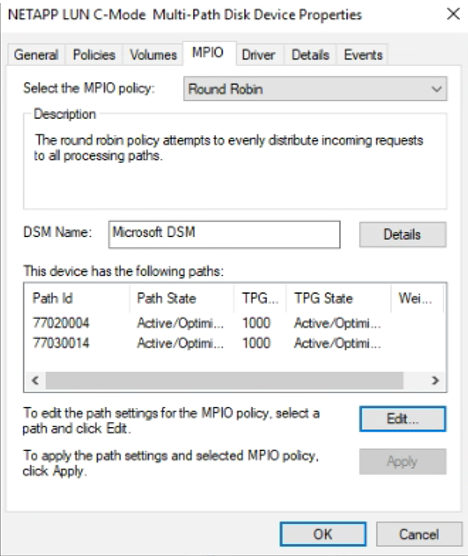 NETAPP LUN C-Mode Multi-Path Disk Device Properties
General Policies Volumes MPIO Driver Details Events
Select the MPIO policy: Round Robin
Description
The round robin policy attempts to evenly distribute incoming requests
to all processing paths.
DSM Name: Microsoft DSM Details
This device has the following paths:
Path Id Path State TPG... TPG State Wei...
77020004 Active/Optimi... 1000 Active/Optimi...
77030014 Active/Optimi... 1000 Active/Optimi...
To edit the path settings for the MPIO policy, select a
path and click Edit.
Edit...
To apply the path settings and selected MPIO policy,
click Apply.
Apply
OK Cancel